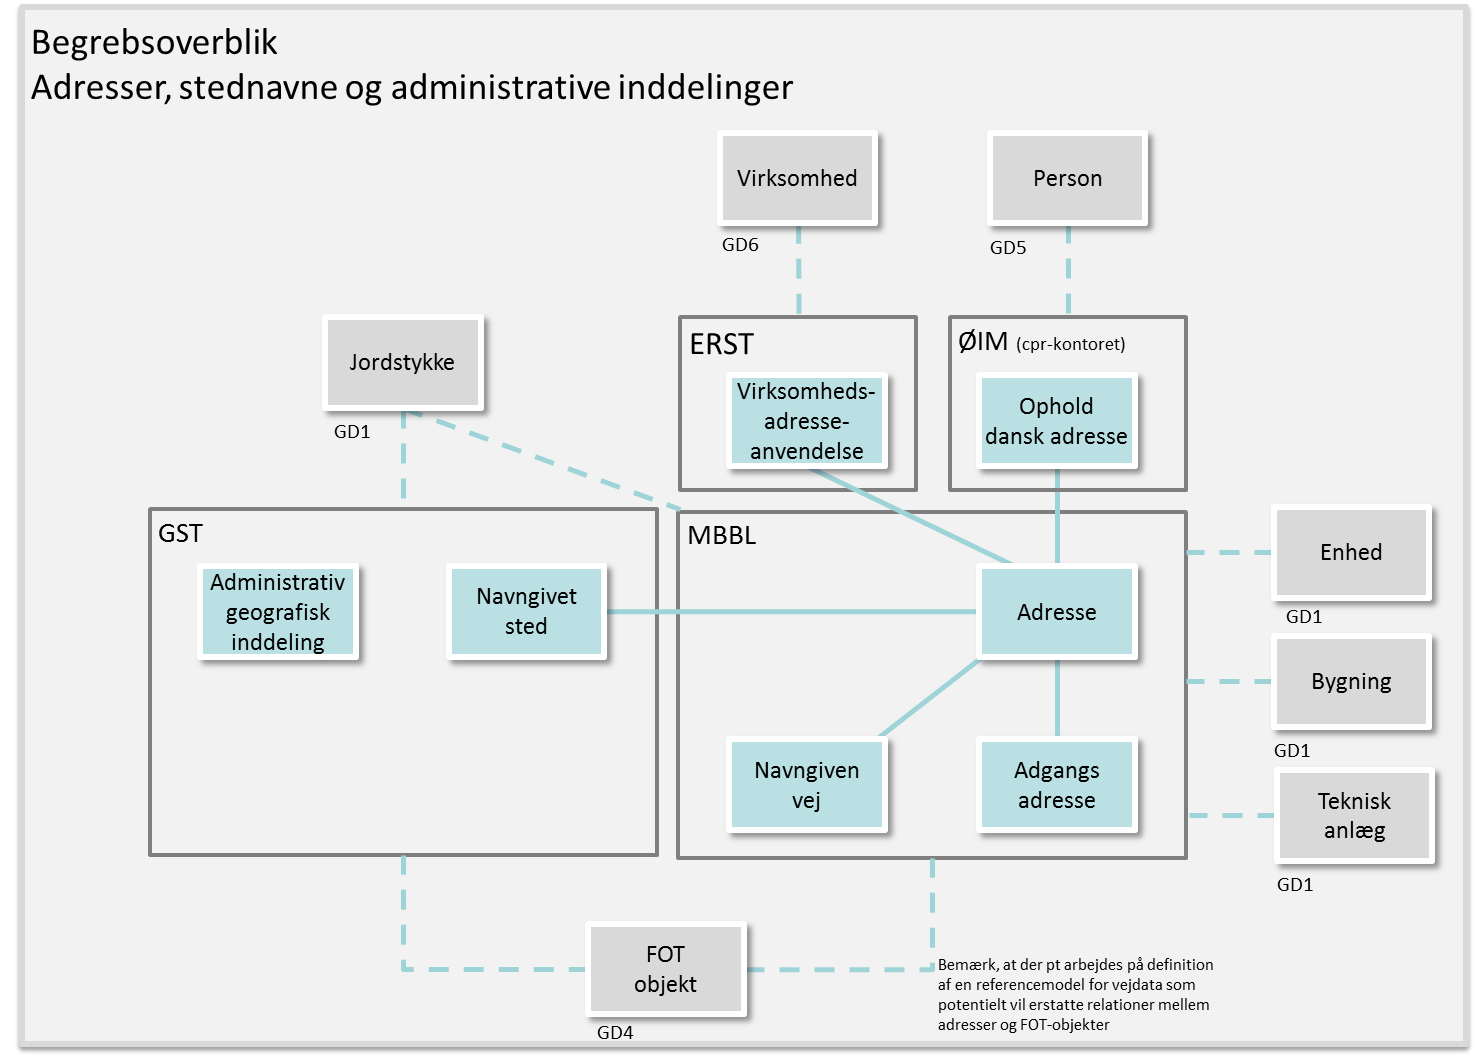 Begrebsoverblik
Adresser, stednavne og administrative inddelinger
Virksomhed
GD6
Person
GD5
Jordstykke
GD1
ERST
Virksomheds-
adresse-
anvendelse
ØIM (cpr-kontoret)
Ophold
dansk adresse
GST
Administrativ
geografisk
inddeling
Navngivet
sted
MBBL
Adresse
Navngiven
vej
Adgangs
adresse
Enhed
GD1
Bygning
GD1
Teknisk
anlæg
GD1
FOT
objekt
GD4
Bemærk, at der pt arbejdes på definition
af en referencemodel for vejdata som
potentielt vil erstatte relationer mellem
adresser og FOT-objekter